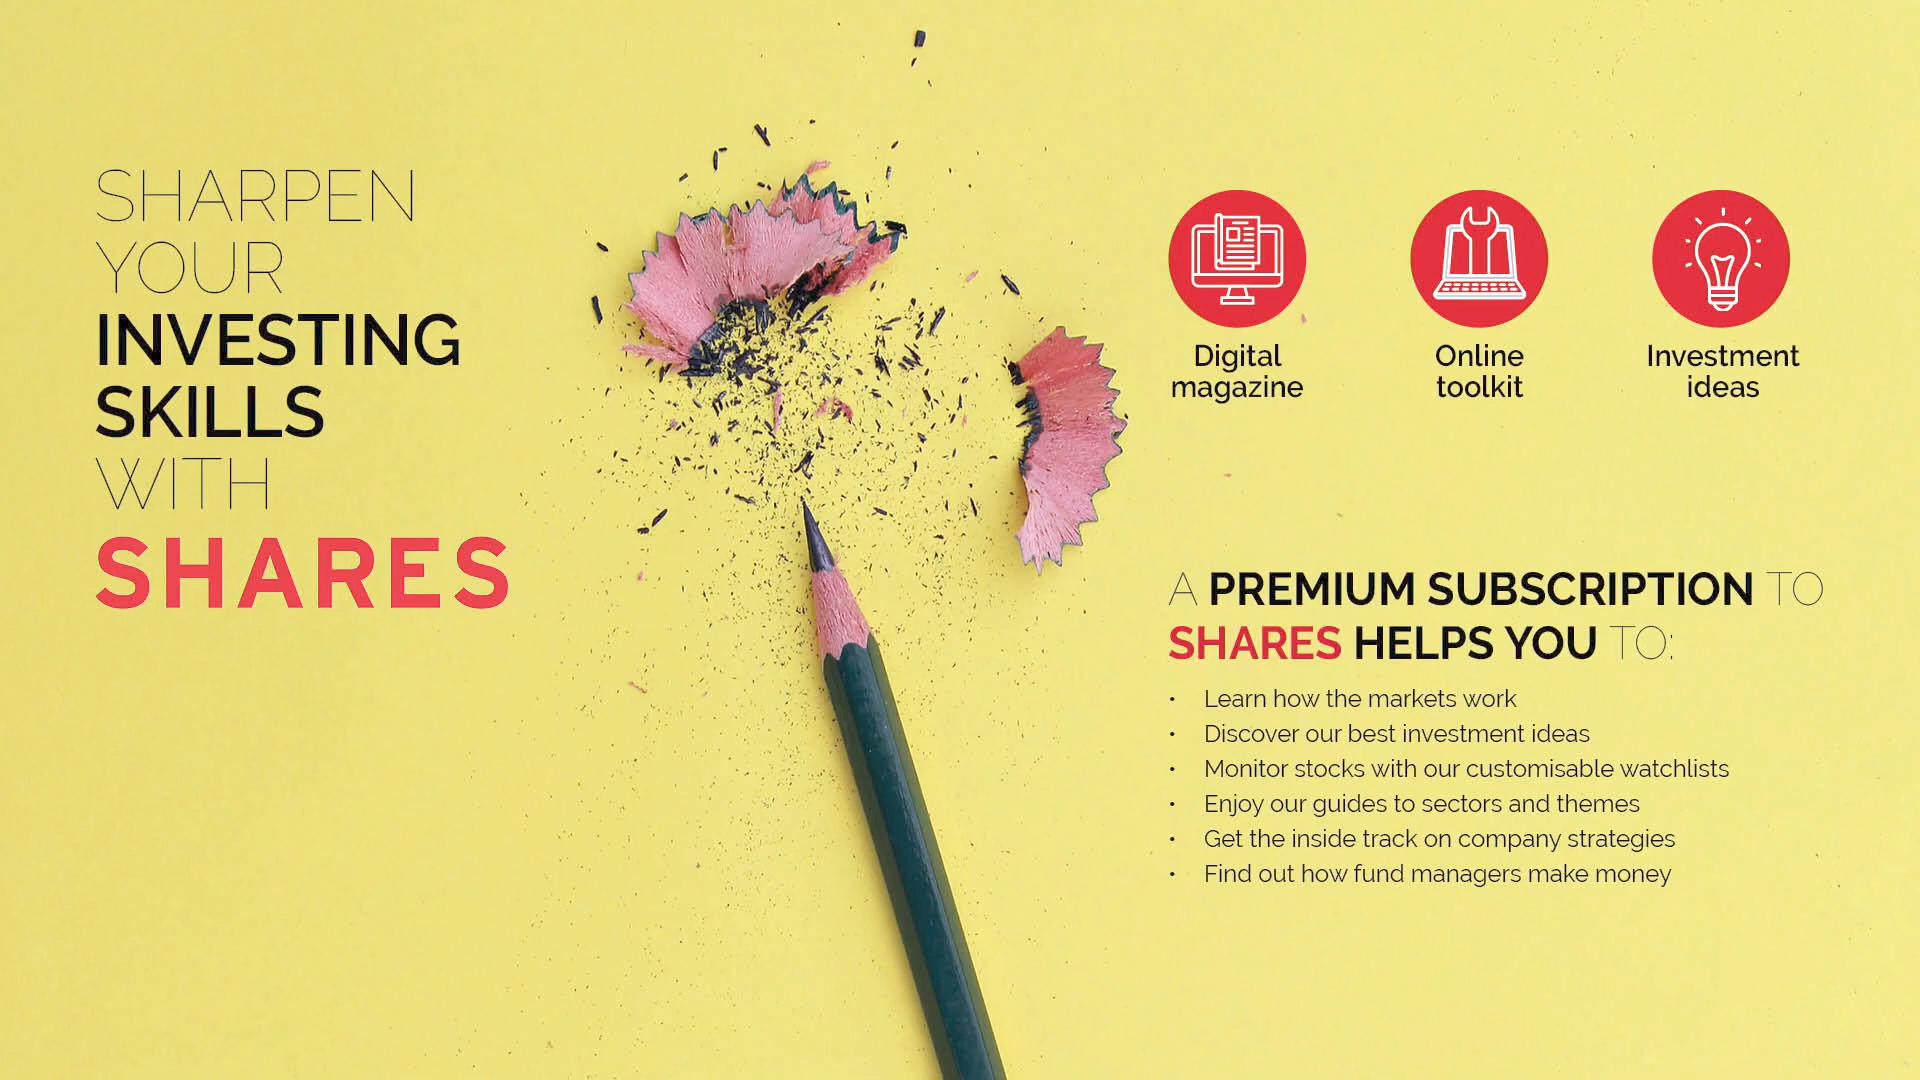 SHARPEN
YOUR
INVESTING
SKILLS
WITH
SHARES
Digital
magazine
Online
toolkit
Investment
ideas
A PREMIUM SUBSCRIPTION TO
SHARES HELPS YOU TO:
• Learn how the markets work
• Discover our best investment ideas
• Monitor stocks with our customisable watchlists
• Enjoy our guides to sectors and themes
• Get the inside track on company strategies
• Find out how fund managers make money